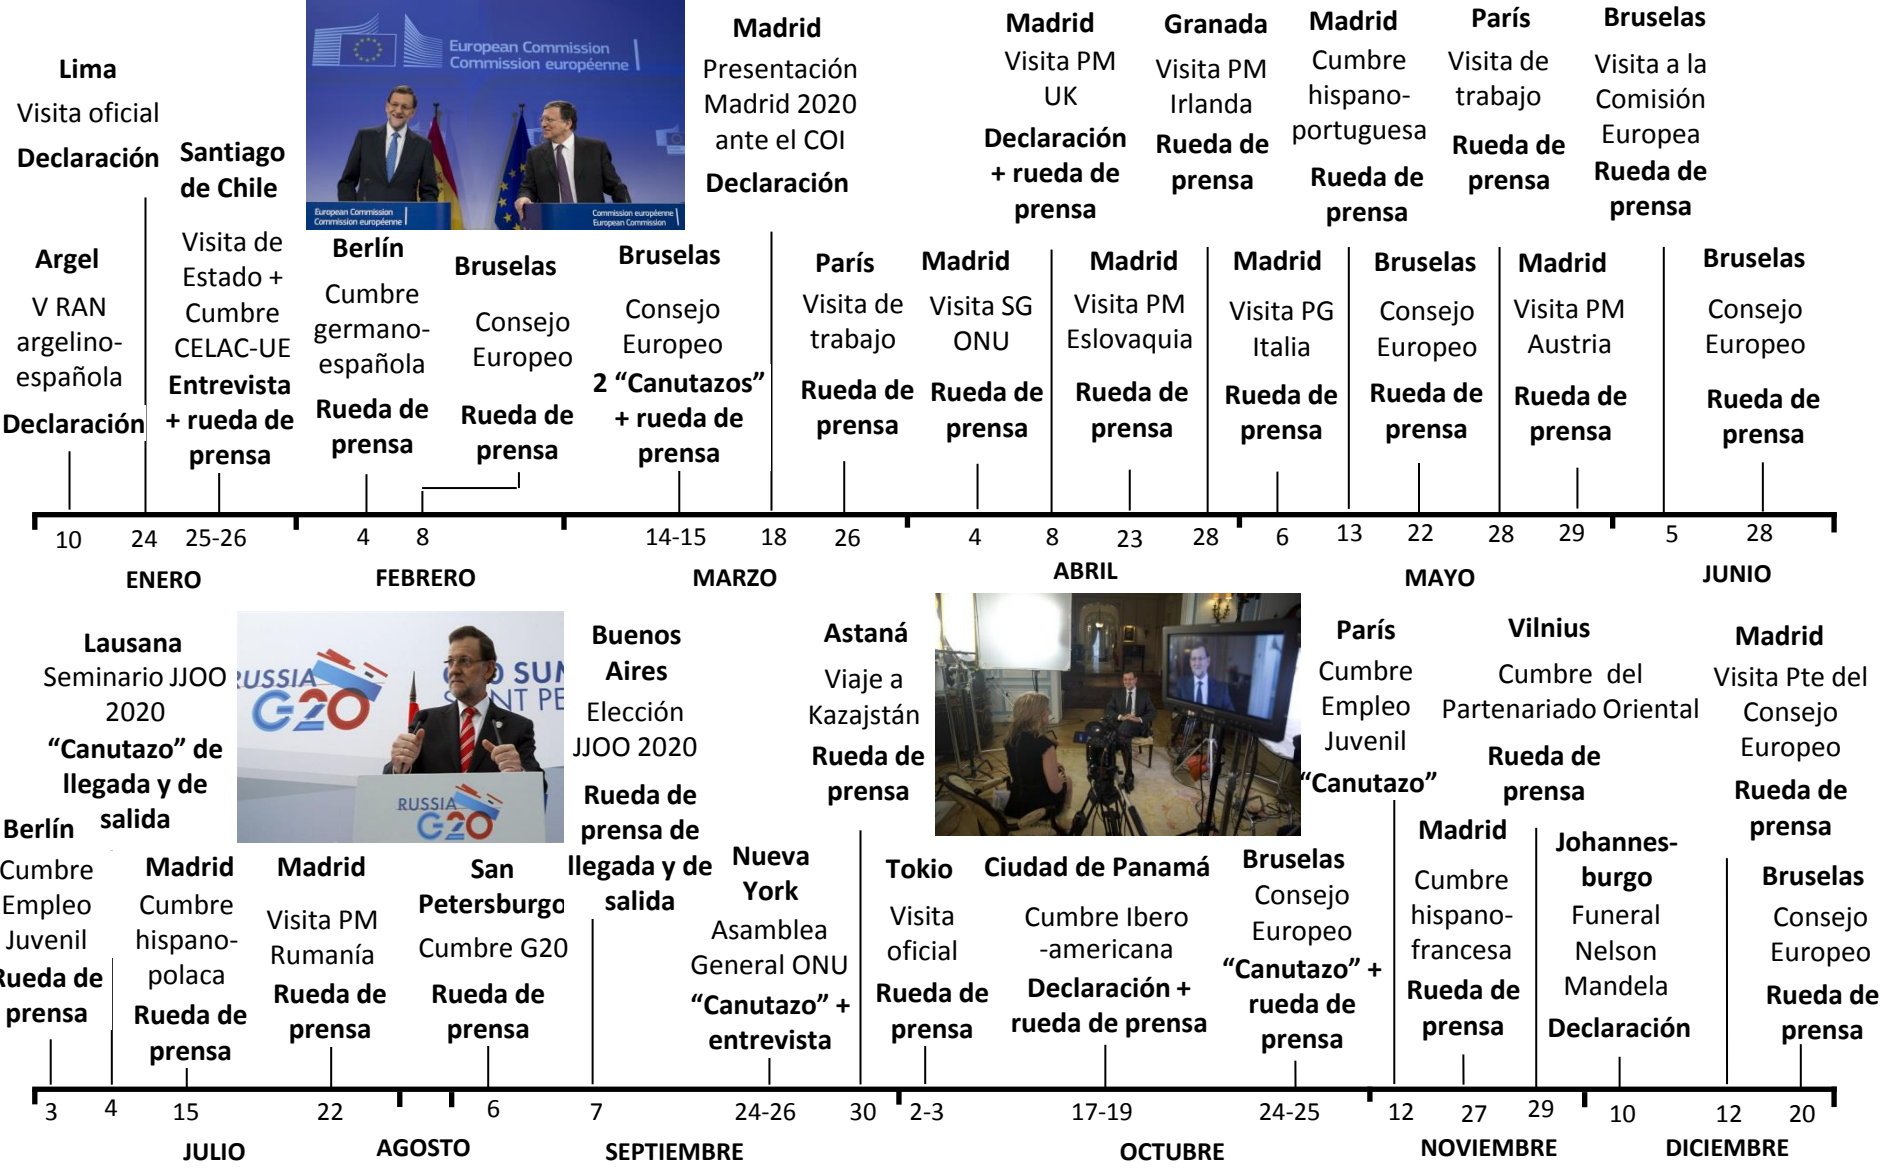 Lima
Visita oficial
Declaración
Argel
V RAN
argelino-
española
Declaración
Santiago
de Chile
Visita de
Estado +
Cumbre
CELAC-UE
Entrevista
+ rueda de
prensa
European Commission
Commission européenne
European Commission
Commission européenne
Commission européenne
European Commission
Berlín
Cumbre
germano-
española
Rueda de
prensa
Bruselas
Consejo
Europeo
Rueda de
prensa
Bruselas
Consejo
Europeo
2 “Canutazos”
+ rueda de
prensa
Madrid
Presentación
Madrid 2020
ante el COI
Declaración
París
Visita de
trabajo
Rueda de
prensa
Madrid
Visita SG
ONU
Rueda de
prensa
Madrid
Visita PM
UK
Declaración
+ rueda de
prensa
Madrid
Visita PM
Eslovaquia
Rueda de
prensa
Granada
Visita PM
Irlanda
Rueda de
prensa
Madrid
Visita PG
Italia
Rueda de
prensa
Madrid
Cumbre
hispano-
portuguesa
Rueda de
prensa
Bruselas
Consejo
Europeo
Rueda de
prensa
París
Visita de
trabajo
Rueda de
prensa
Madrid
Visita PM
Austria
Rueda de
prensa
Bruselas
Visita a la
Comisión
Europea
Rueda de
prensa
Bruselas
Consejo
Europeo
Rueda de
prensa
10 24 25-26 4 8 14-15 18 26 4 8 23 28 6 13 22 28 29 5 28
ENERO FEBRERO MARZO ABRIL MAYO JUNIO
Berlín
Cumbre
Empleo
Juvenil
Rueda de
prensa
Lausana
Seminario JJOO
2020
“Canutazo” de
llegada y de
salida
Madrid
Cumbre
hispano-
polaca
Rueda de
prensa
Madrid
Visita PM
Rumanía
Rueda de
prensa
RUSSIA
G20
RUSSIA
G20
San
Petersburgo
Cumbre G20
Rueda de
prensa
Buenos
Aires
Elección
JJOO 2020
Rueda de
prensa de
llegada y de
salida
Nueva
York
Asamblea
General ONU
“Canutazo” +
entrevista
Astaná
Viaje a
Kazajstán
Rueda de
prensa
Tokio
Visita
oficial
Rueda de
prensa
Ciudad de Panamá
Cumbre Ibero
-americana
Declaración +
rueda de prensa
Bruselas
Consejo
Europeo
“Canutazo” +
rueda de
prensa
París
Cumbre
Empleo
Juvenil
“Canutazo”
Madrid
Cumbre
hispano-
francesa
Rueda de
prensa
Vilnius
Cumbre del
Partenariado Oriental
Rueda de
prensa
Johannes-
burgo
Funeral
Nelson
Mandela
Declaración
Madrid
Visita Pte del
Consejo
Europeo
Rueda de
prensa
Bruselas
Consejo
Europeo
Rueda de
prensa
3 4 15 22 6 7 24-26 30 2-3 17-19 24-25 12 27 29 10 12 20
JULIO AGOSTO SEPTIEMBRE OCTUBRE NOVIEMBRE DICIEMBRE